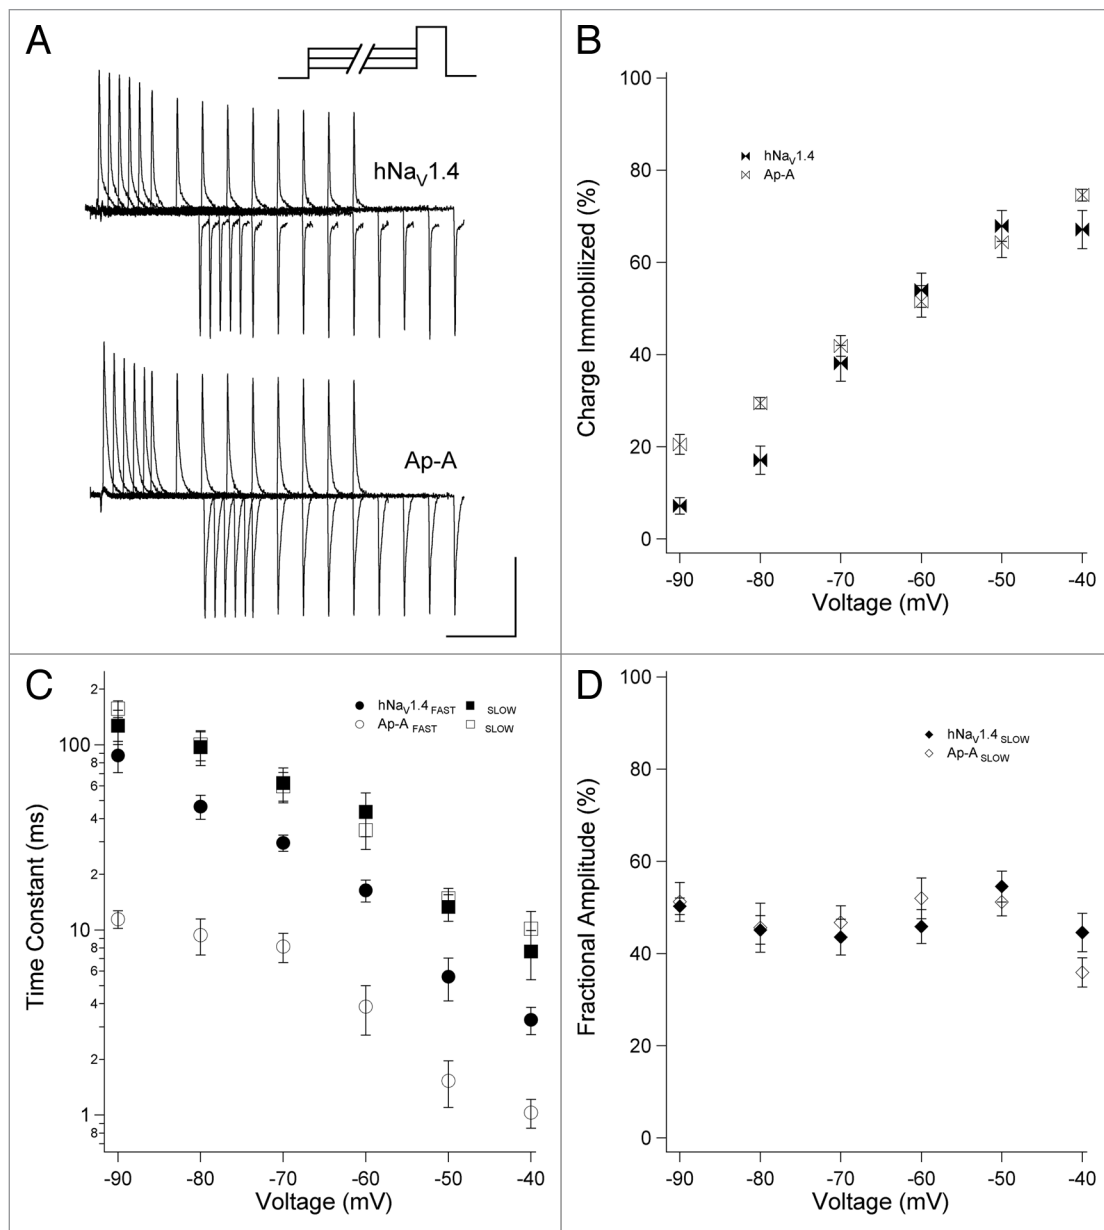 A
hNaV1.4
Ap-A
B
100
80
60
40
20
0
Charge Immoblilized (%)
hNaV1.4
Ap-A
-90 -80 -70 -60 -50 -40
Voltage (mV)
C
2
100
8
6
4
2
10
8
6
4
2
1
8
Time Constant (ms)
hNaV1.4 FAST SLOW
Ap-A FAST SLOW
-90 -80 -70 -60 -50 -40
Voltage (mV)
D
100
80
60
40
20
0
Fractional Amplitude (%)
hNaV1.4 SLOW
Ap-A SLOW
-90 -80 -70 -60 -50 -40
Voltage (mV)